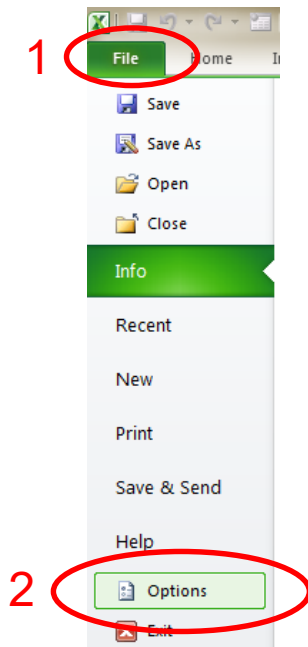 1
File Home
Save
Save As
Open
Close
Info
Recent
New
Print
Save & Send
Help
2
Options
Exit